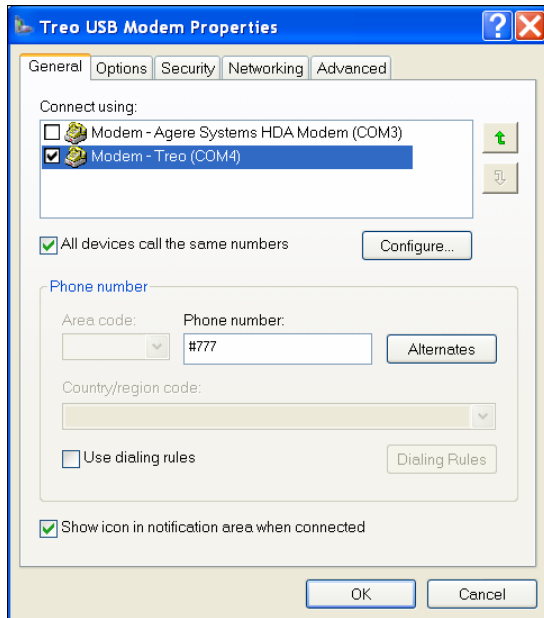 Treo USB Modem Properties
General Options Security Networking Advanced
Connect using:
Modem - Agere Systems HDA Modem (COM3)
Modem - Treo (COM4)
All devices call the same numbers
Configure...
Phone number
Area code:
Phone number:
#777
Alternates
Country/region code:
Use dialing rules
Dialing Rules
Show icon in notification area when connected
OK
Cancel